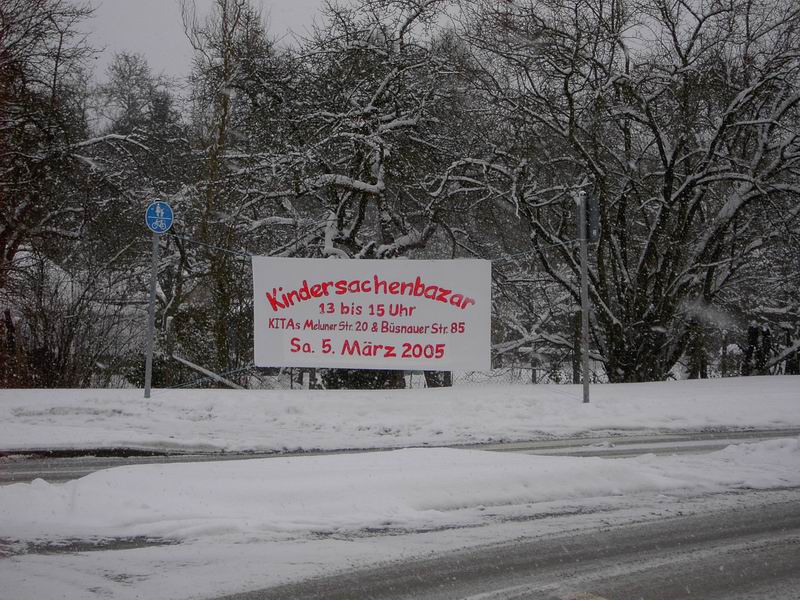 Kindersachenbazar
13 bis 15 Uhr
KITAs Meluner Str. 20 & Büsnauer Str. 85
Sa. 5. März 2005